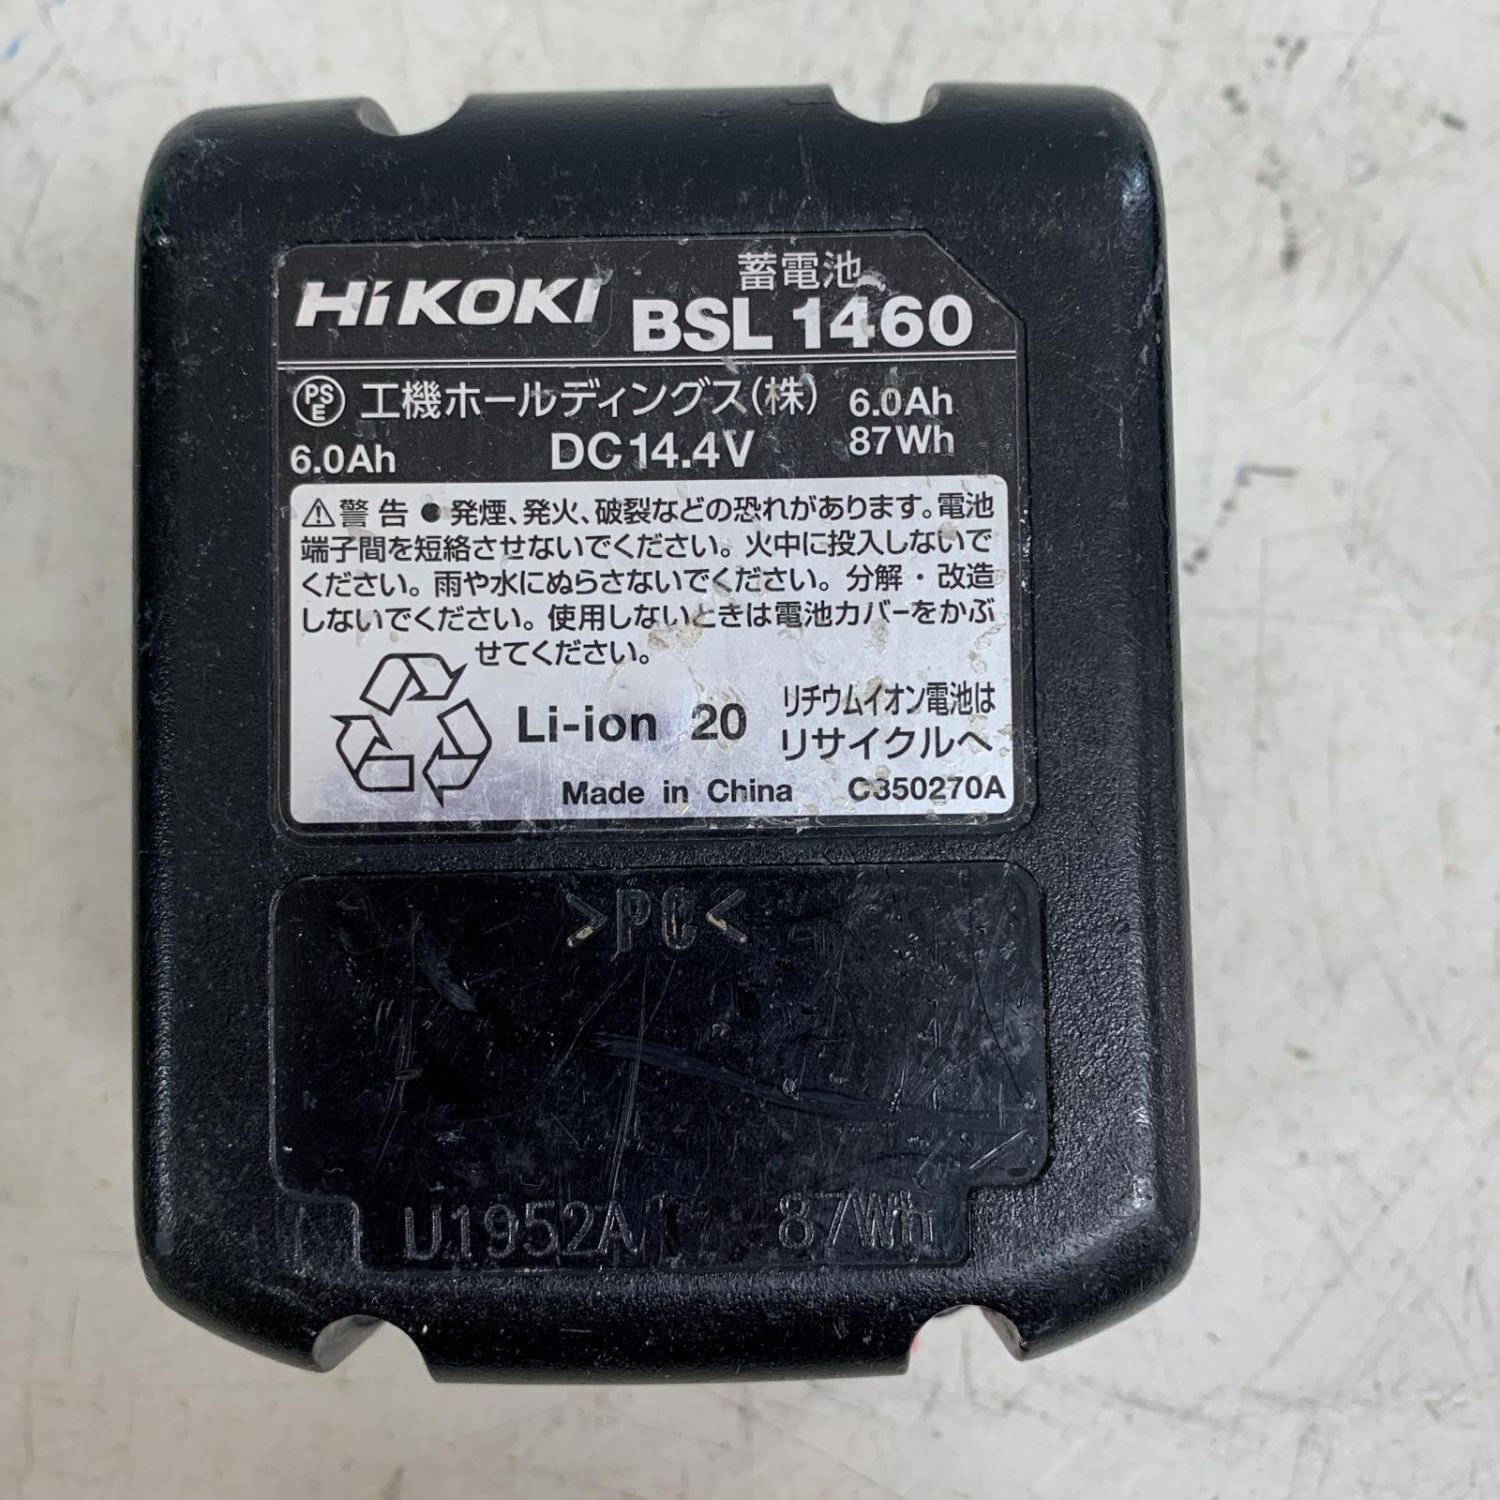 蓄電池
HiKOKI BSL 1460
PSE 工機ホールディングス(株) 6.0Ah
6.0Ah DC14.4V 87Wh
⚠警告 ●発煙、発火、破裂などの恐れがあります。電池
端子間を短絡させないでください。火中に投入しないで
ください。雨や水にぬらさないでください。分解・改造
しないでください。使用しないときは電池カバーをかぶ
せてください。
Li-ion 20 リチウムイオン電池は
リサイクルへ
Made in China C350270A
>PC<
U1952A 87Wh